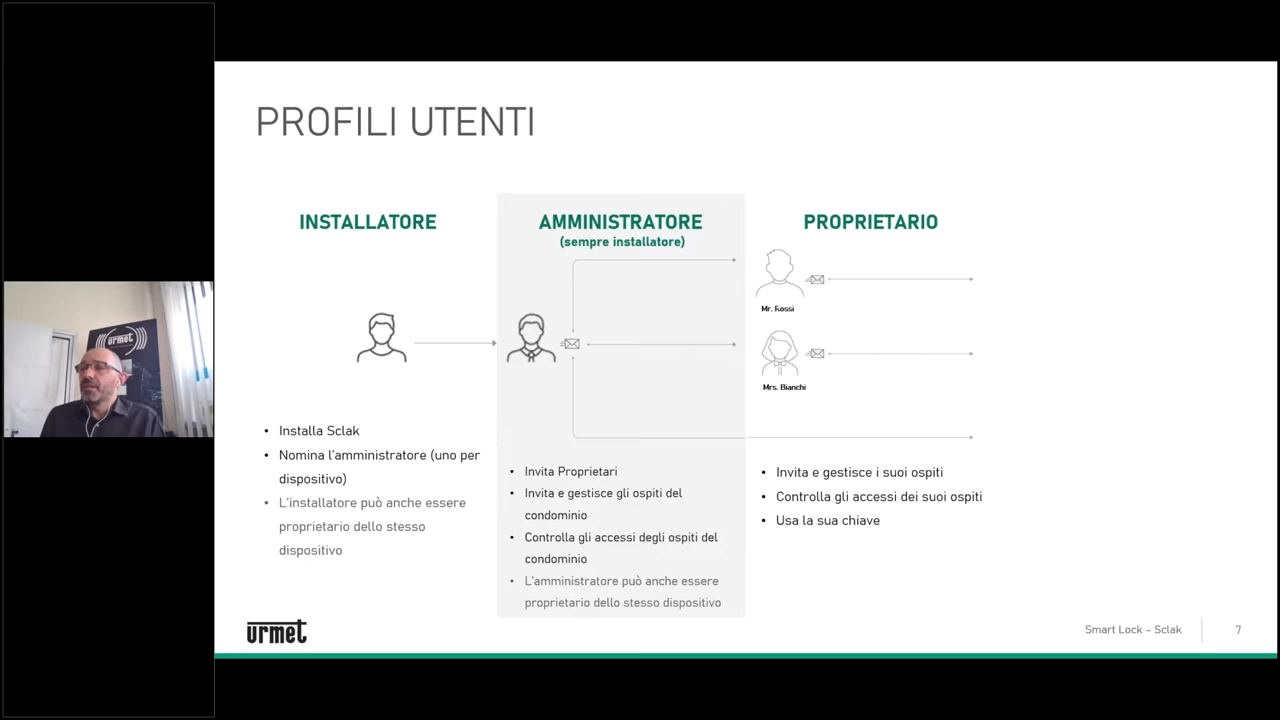 PROFILI UTENTI
INSTALLATORE
Installa Sclak
Nomina l'amministratore (uno per
dispositivo)
L'installatore può anche essere
proprietario dello stesso
dispositivo
AMMINISTRATORE
(sempre installatore)
Invita Proprietari
Invita e gestisce gli ospiti del
condominio
Controlla gli accessi degli ospiti del
condominio
L'amministratore può anche essere
proprietario dello stesso dispositivo
PROPRIETARIO
Mr. Rossi
Mrs. Bianchi
Invita e gestisce i suoi ospiti
Controlla gli accessi dei suoi ospiti
Usa la sua chiave
urmet
urmet
Smart Lock – Sclak
7